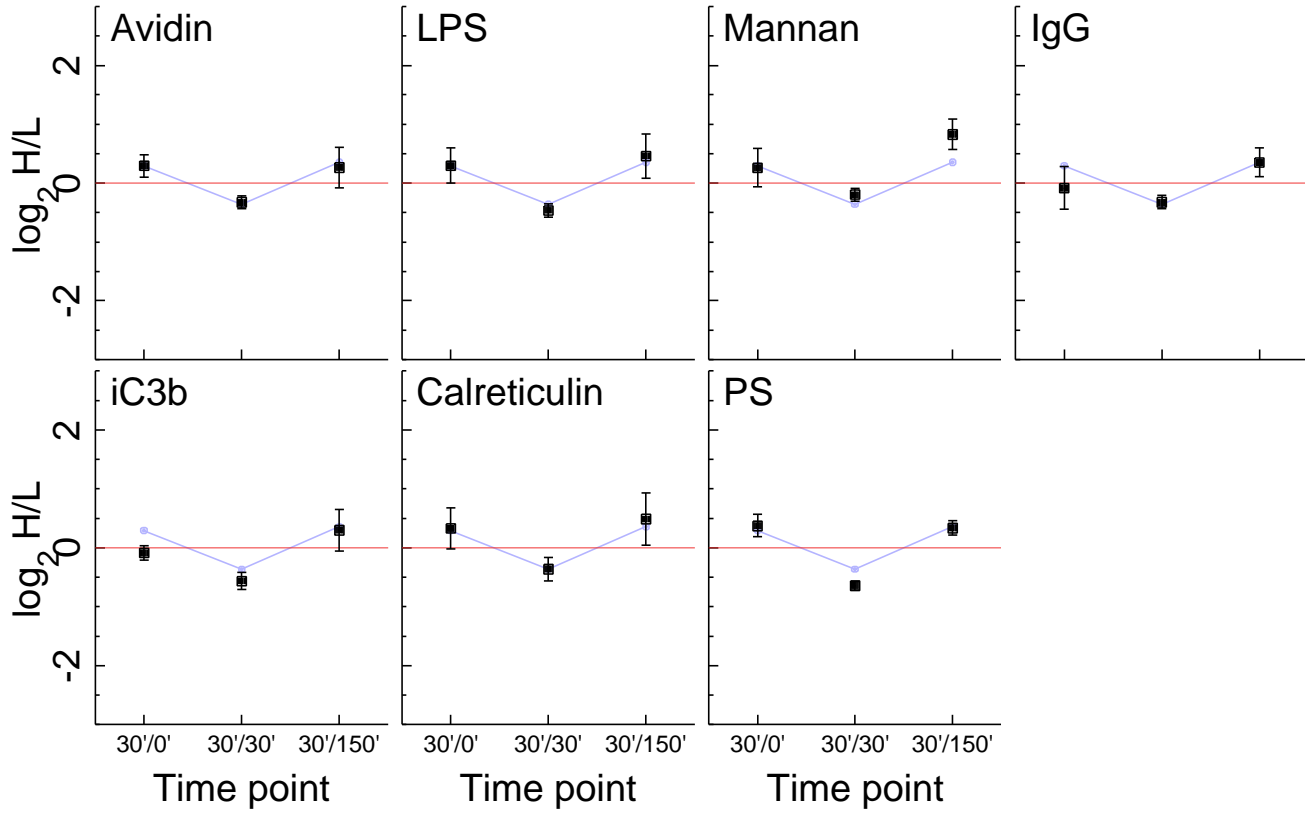 Avidin
LPS
Mannan
IgG
2
0
-2
log2 H/L
iC3b
Calreticulin
PS
2
0
-2
log2 H/L
30'/0' 30'/30' 30'/150'
30'/0' 30'/30' 30'/150'
30'/0' 30'/30' 30'/150'
Time point
Time point
Time point